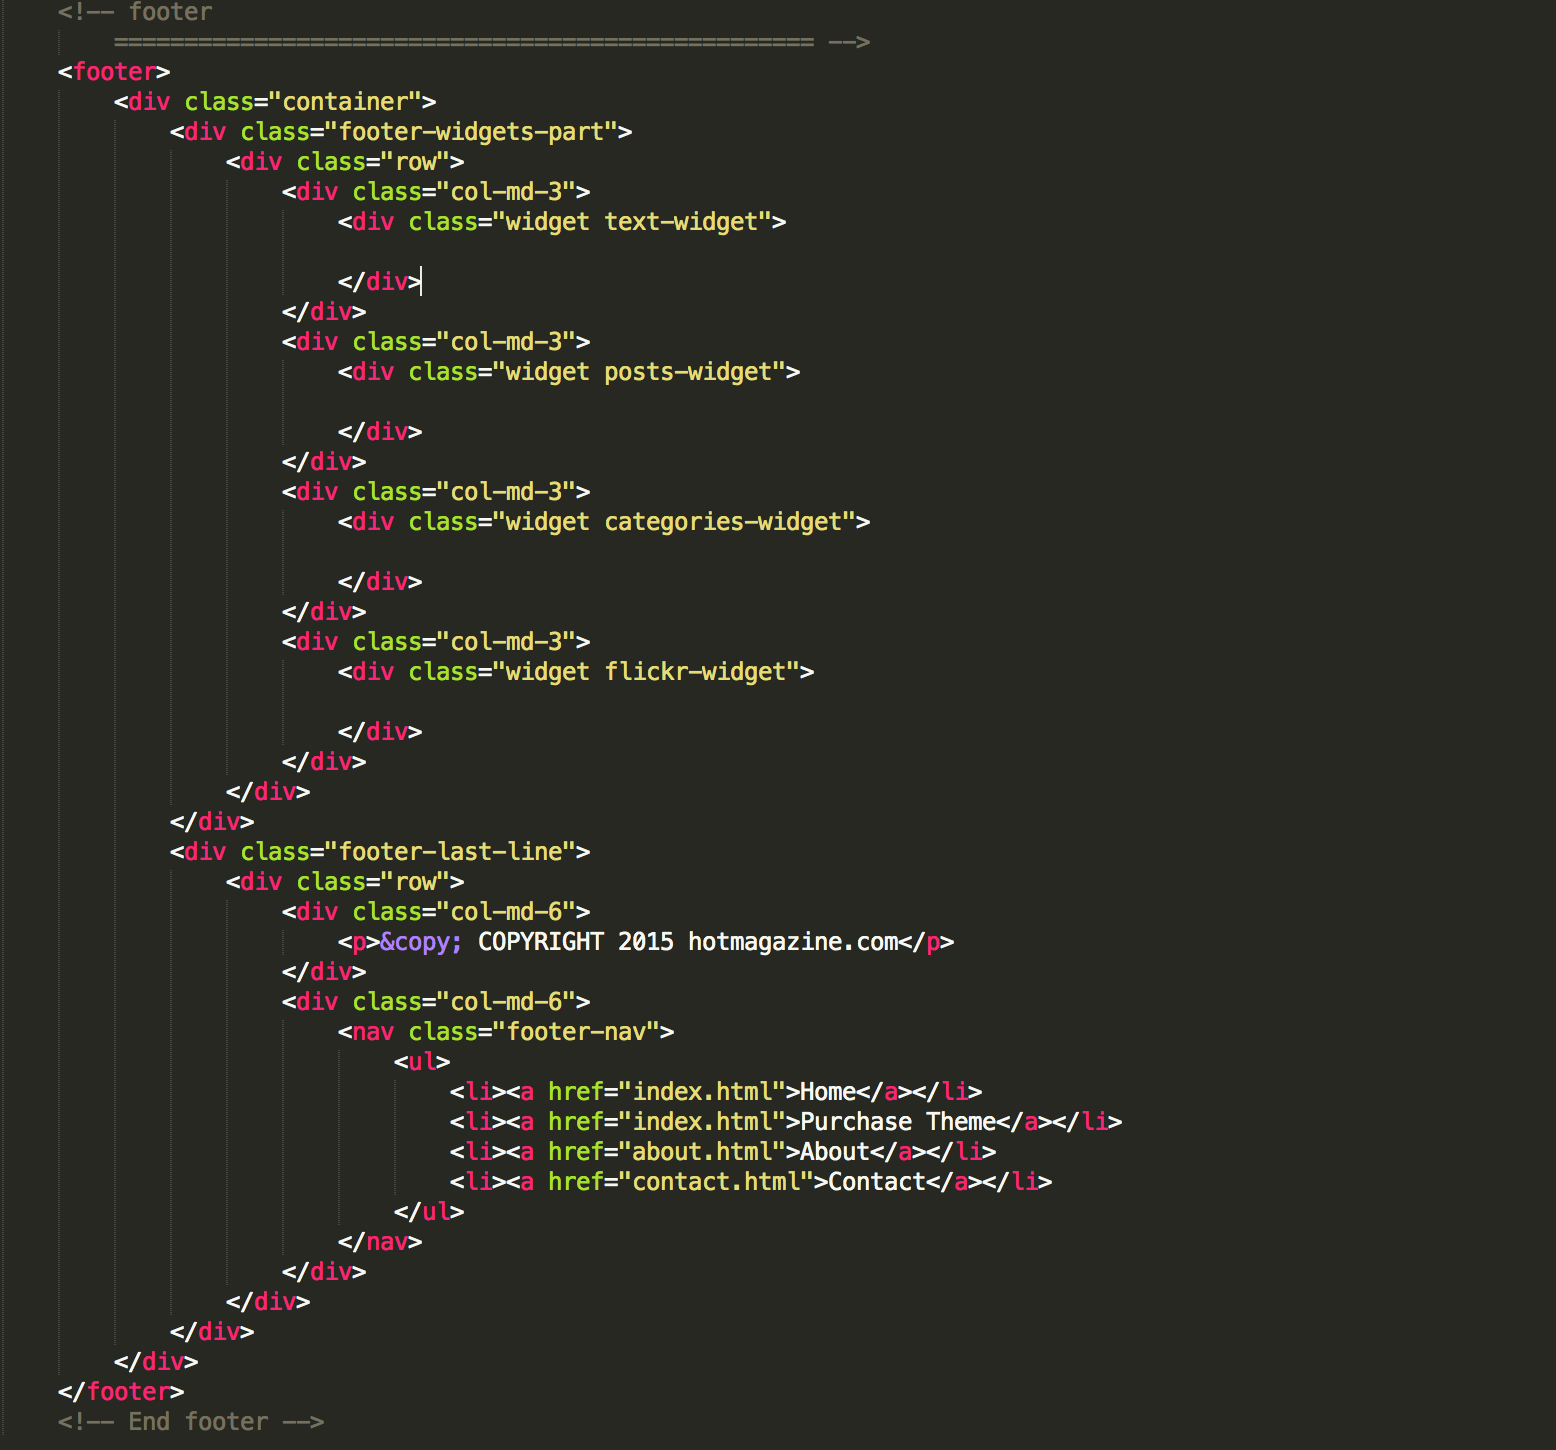 <!-- footer
    ================================================== -->
<footer>
    <div class="container">
        <div class="footer-widgets-part">
            <div class="row">
                <div class="col-md-3">
                    <div class="widget text-widget">

                    </div>
                </div>
                <div class="col-md-3">
                    <div class="widget posts-widget">

                    </div>
                </div>
                <div class="col-md-3">
                    <div class="widget categories-widget">

                    </div>
                </div>
                <div class="col-md-3">
                    <div class="widget flickr-widget">

                    </div>
                </div>
            </div>
        </div>
        <div class="footer-last-line">
            <div class="row">
                <div class="col-md-6">
                    <p>&copy; COPYRIGHT 2015 hotmagazine.com</p>
                </div>
                <div class="col-md-6">
                    <nav class="footer-nav">
                        <ul>
                            <li><a href="index.html">Home</a></li>
                            <li><a href="index.html">Purchase Theme</a></li>
                            <li><a href="about.html">About</a></li>
                            <li><a href="contact.html">Contact</a></li>
                        </ul>
                    </nav>
                </div>
            </div>
        </div>
    </div>
</footer>
<!-- End footer -->